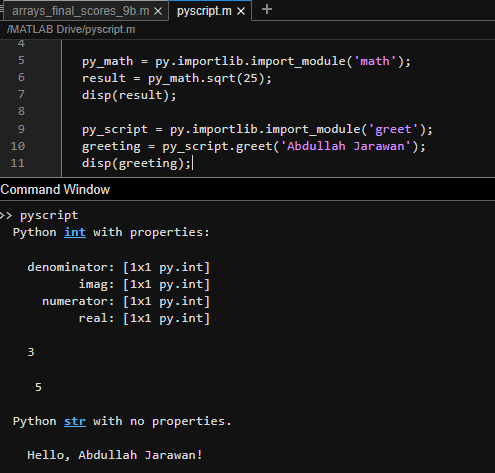 arrays_final_scores_9b.m × pyscript.m × +
/MATLAB Drive/pyscript.m
4
5 py_math = py.importlib.import_module('math');
6 result = py_math.sqrt(25);
7 disp(result);
8
9 py_script = py.importlib.import_module('greet');
10 greeting = py_script.greet('Abdullah Jarawan');
11 disp(greeting);
Command Window
>> pyscript
Python int with properties:
denominator: [1x1 py.int]
imag: [1x1 py.int]
numerator: [1x1 py.int]
real: [1x1 py.int]
3
5
Python str with no properties.
Hello, Abdullah Jarawan!